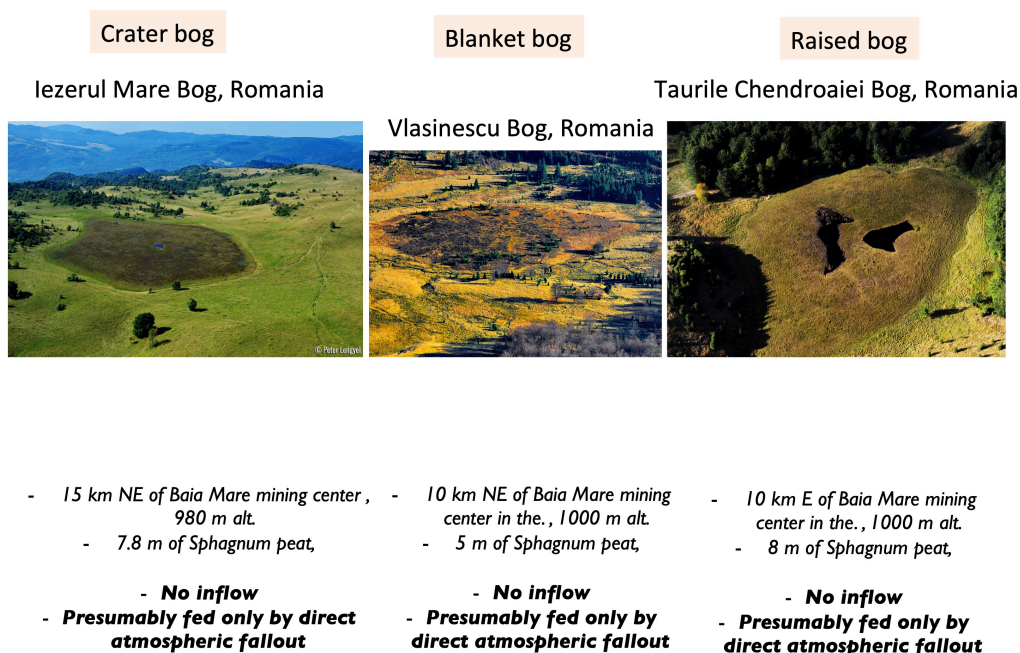 Crater bog
Iezerul Mare Bog, Romania
© Peter Lengyel
- 15 km NE of Baia Mare mining center ,
980 m alt.
- 7.8 m of Sphagnum peat,
- No inflow
- Presumably fed only by direct
atmospheric fallout
Blanket bog
Vlasinescu Bog, Romania
- 10 km NE of Baia Mare mining
center in the. , 1000 m alt.
- 5 m of Sphagnum peat,
- No inflow
- Presumably fed only by
direct atmospheric fallout
Raised bog
Taurile Chendroaiei Bog, Romania
- 10 km E of Baia Mare mining
center in the. , 1000 m alt.
- 8 m of Sphagnum peat,
- No inflow
- Presumably fed only by
direct atmospheric fallout